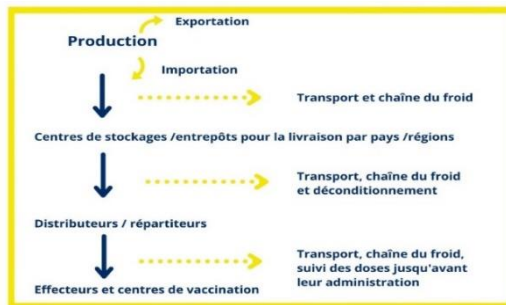 Exportation
Production
Importation
Transport et chaîne du froid
Centres de stockages /entrepôts pour la livraison par pays /régions
Transport, chaîne du froid
et déconditionnement
Distributeurs / répartiteurs
Transport, chaîne du froid,
suivi des doses jusqu'avant
leur administration
Effecteurs et centres de vaccination